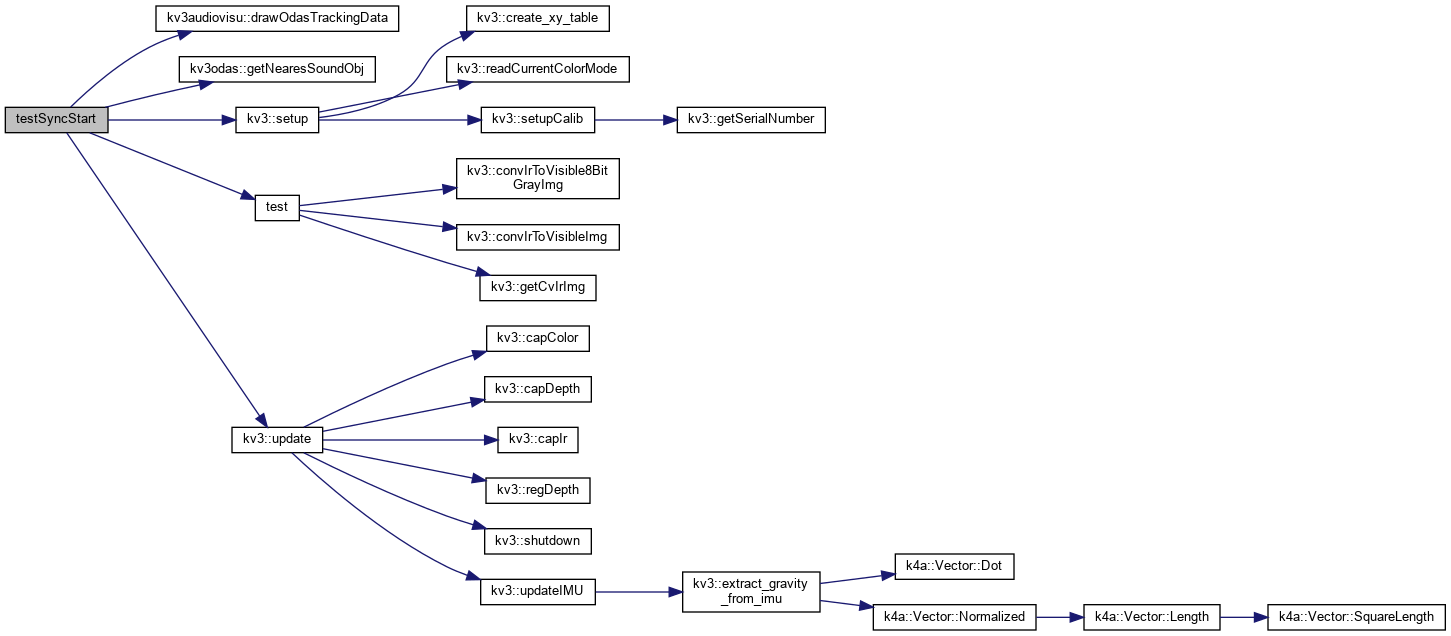 testSyncStart
kv3audiovisu::drawOdasTrackingData
kv3odas::getNearesSoundObj
kv3::setup
kv3::create_xy_table
kv3::readCurrentColorMode
kv3::setupCalib
kv3::getSerialNumber
test
kv3::convIrToVisible8Bit
GrayImg
kv3::convIrToVisibleImg
kv3::getCvIrImg
kv3::update
kv3::capColor
kv3::capDepth
kv3::capIr
kv3::regDepth
kv3::shutdown
kv3::updateIMU
kv3::extract_gravity
_from_imu
k4a::Vector::Dot
k4a::Vector::Normalized
k4a::Vector::Length
k4a::Vector::SquareLength